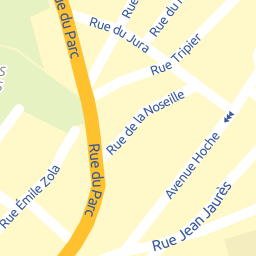 Rue du Parc
Rue du Jura
Rue Tripier
Rue de la Noseille
Rue du Parc
Rue Émile Zola
Avenue Hoche
Rue Jean Jaurès